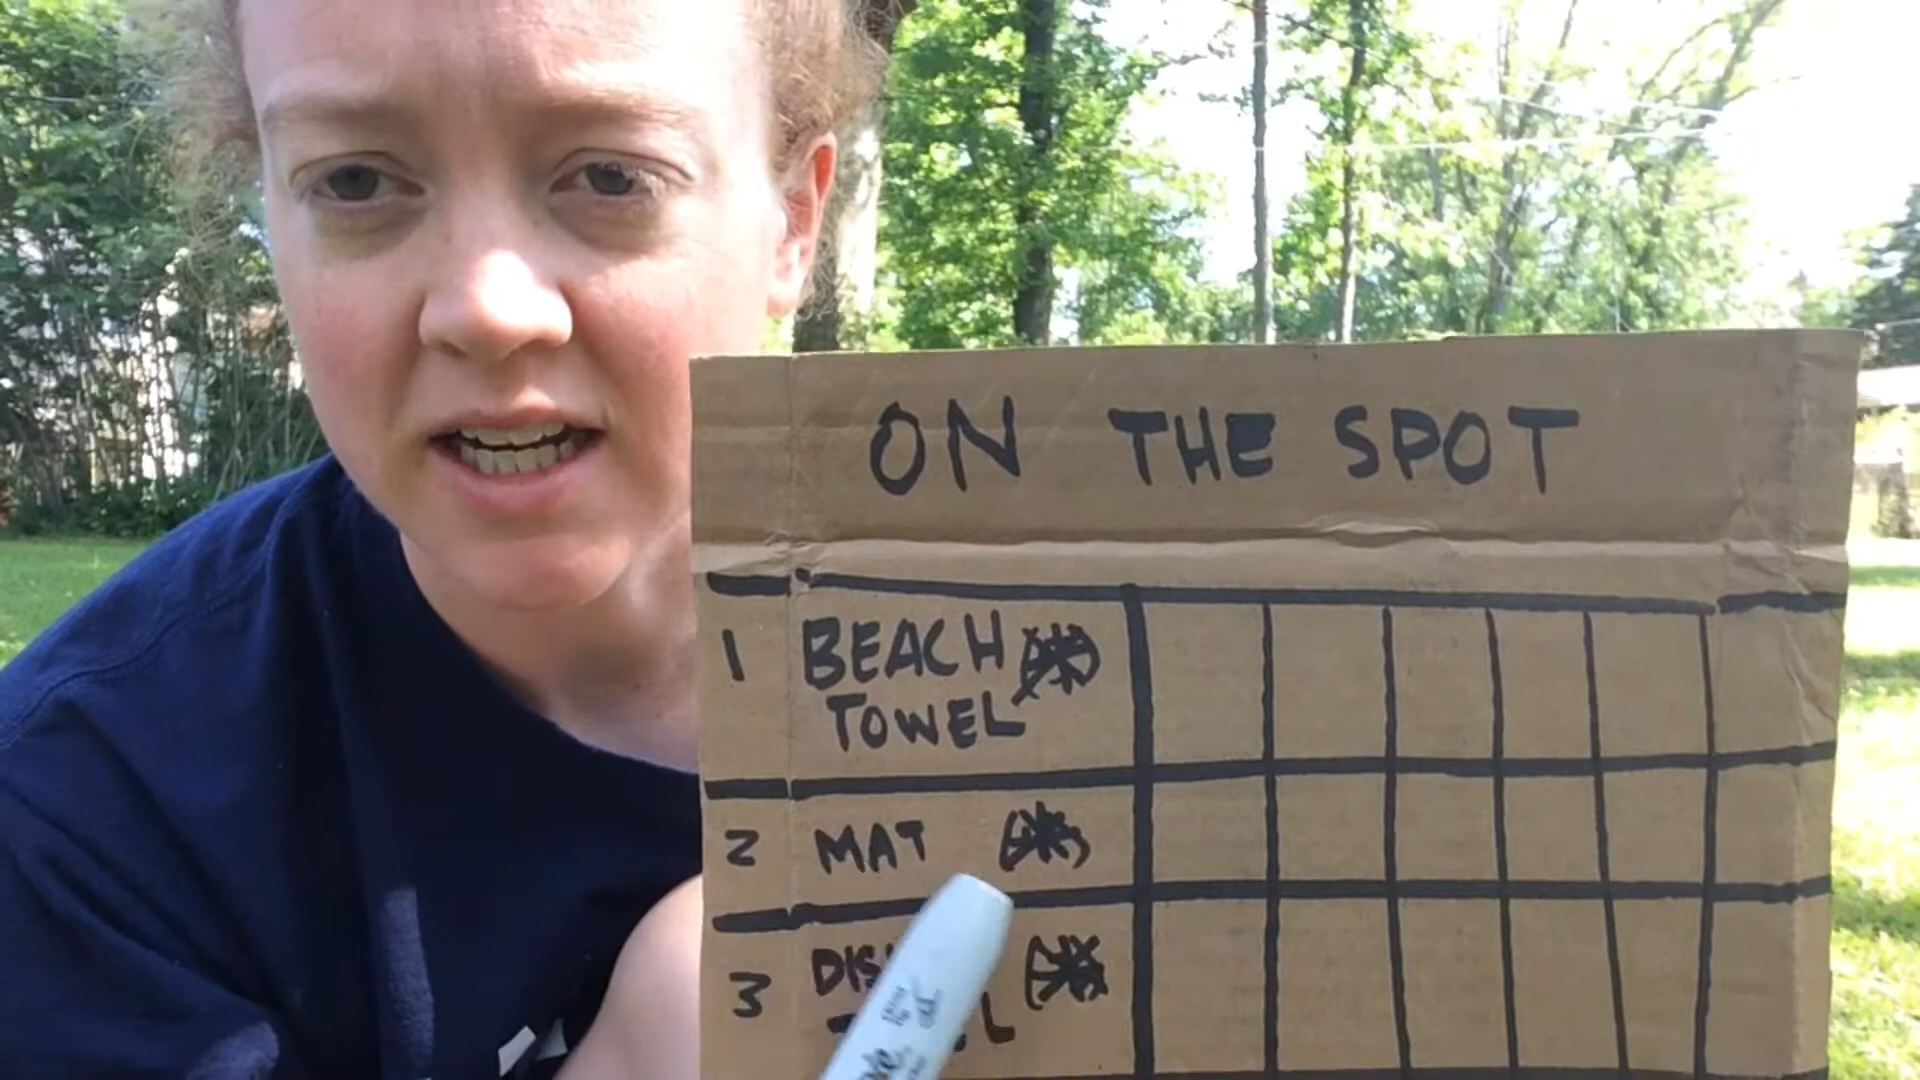 ON THE SPOT
1 BEACH
TOWEL
2 MAT
3